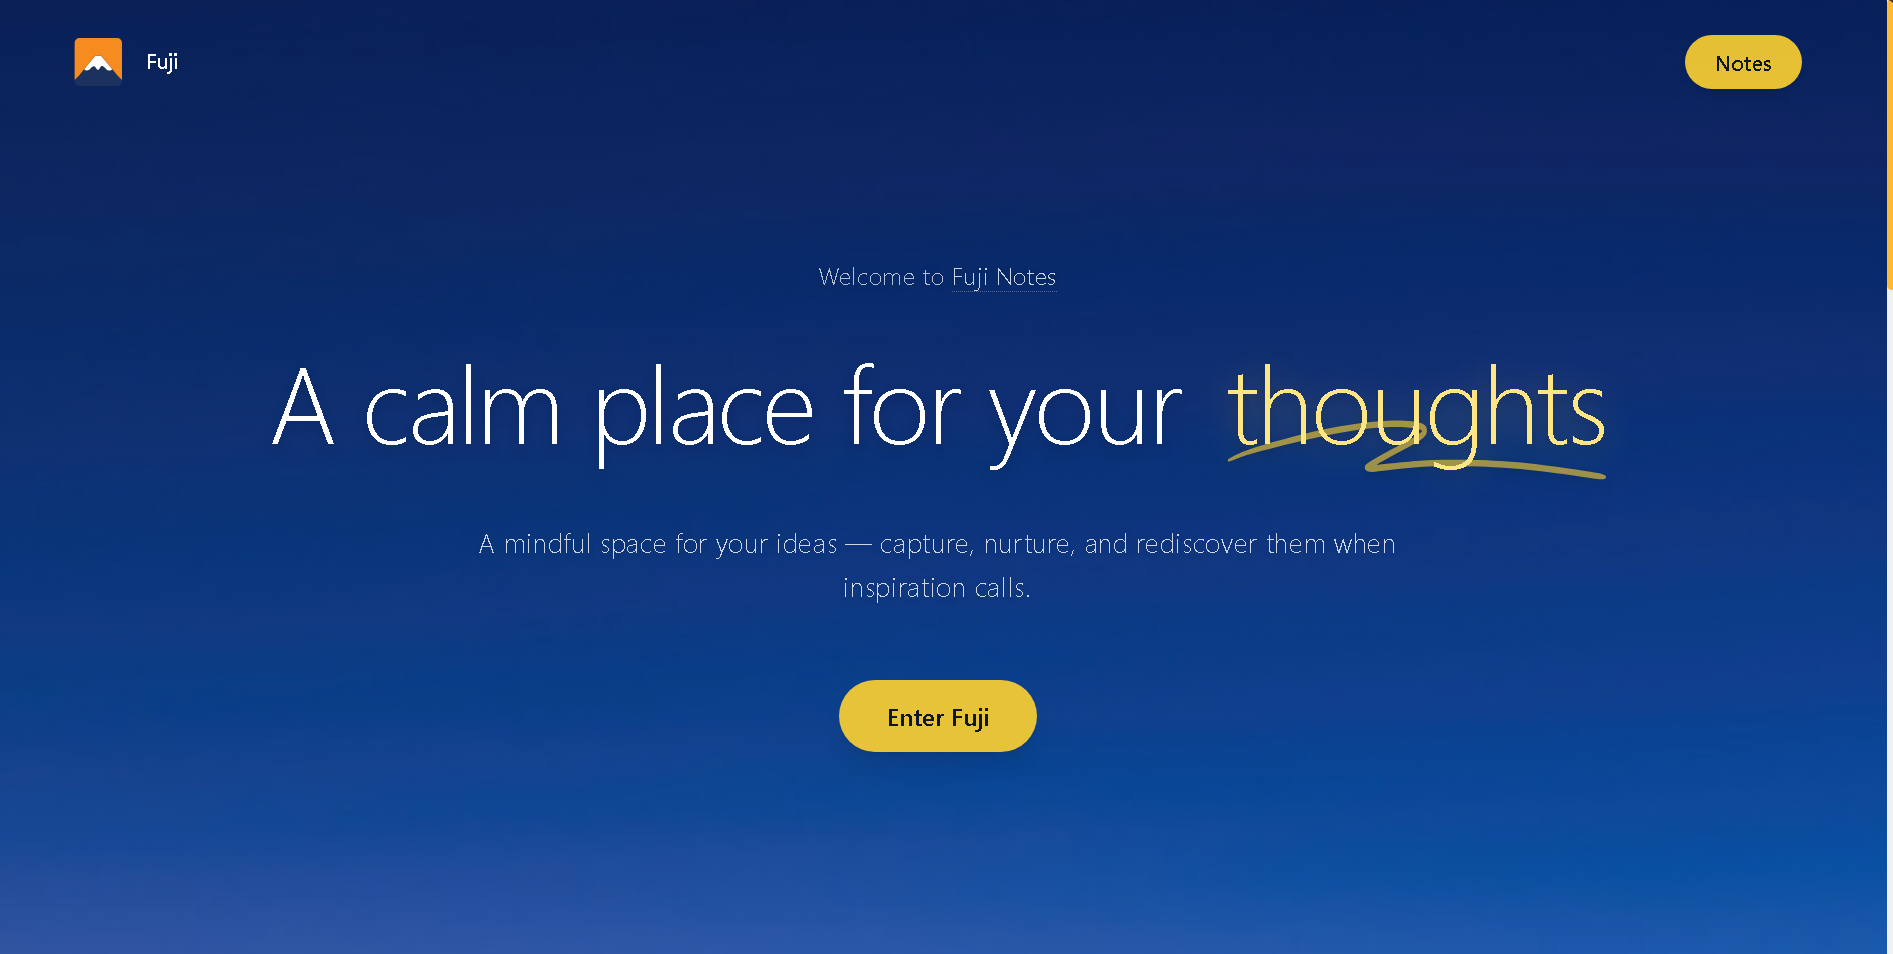 Fuji
Notes
Welcome to Fuji Notes
A calm place for your thoughts
A mindful space for your ideas — capture, nurture, and rediscover them when
inspiration calls.
Enter Fuji